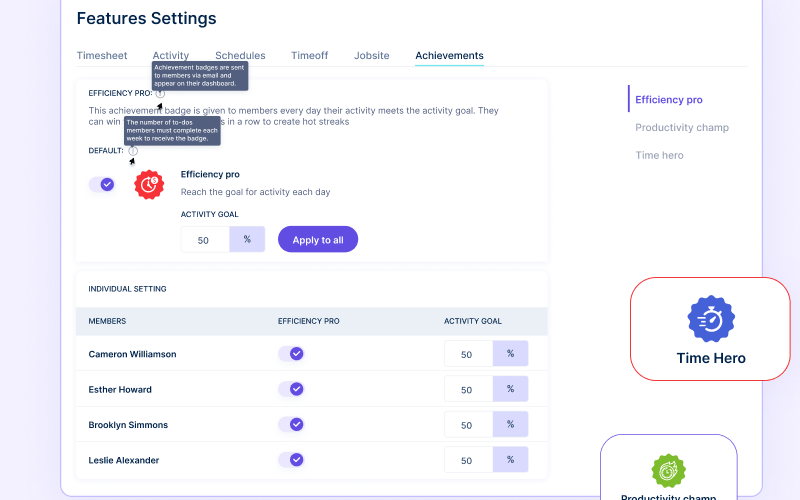 Features Settings
Timesheet Activity Schedules Timeoff Jobsite Achievements
Achievement badges are sent
to members via email and
appear on their dashboard.
EFFICIENCY PRO:
This achievement badge is given to members every day their activity meets the activity goal. They
can win in a row to create hot streaks
The number of to-dos
members must complete each
week to receive the badge.
DEFAULT:
Efficiency pro
Reach the goal for activity each day
ACTIVITY GOAL
50 % Apply to all
Efficiency pro
Productivity champ
Time hero
INDIVIDUAL SETTING
MEMBERS EFFICIENCY PRO ACTIVITY GOAL
Cameron Williamson 50 %
Esther Howard 50 %
Brooklyn Simmons 50 %
Leslie Alexander 50 %
Time Hero
Productivity champ